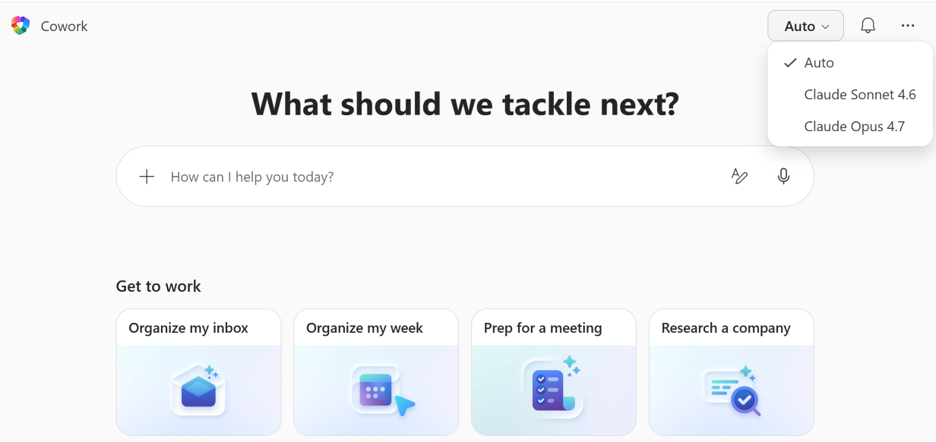 Cowork
Auto
Auto
Claude Sonnet 4.6
Claude Opus 4.7
What should we tackle next?
How can I help you today?
Get to work
Organize my inbox
Organize my week
Prep for a meeting
Research a company